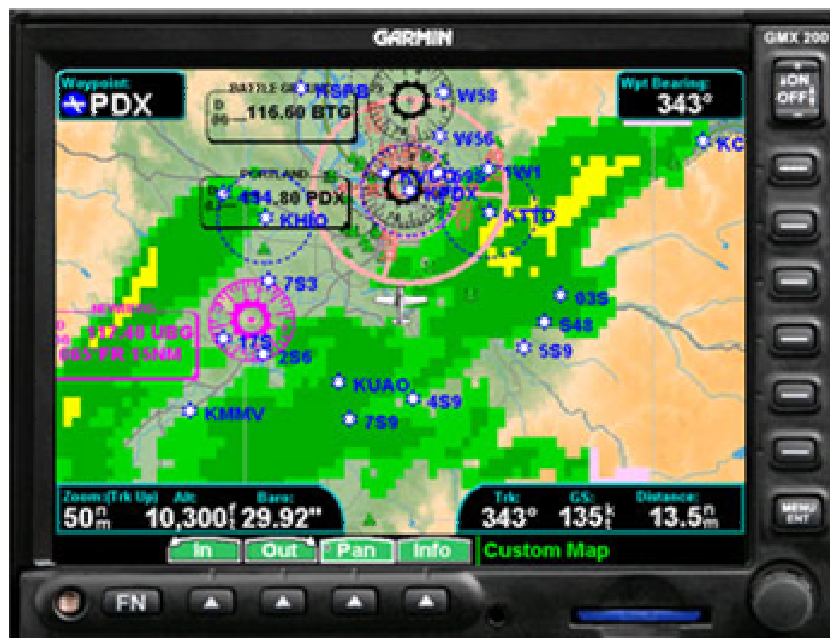 GARMIN
GMX 200
Waypoint:
PDX
Wpt Bearing:
343°
ON
OFF
KSPB
116.60 BTG
W58
W56
KC
PORTLAND
.80 PDX
KHIO
KPDX
1W1
KTTD
7S3
03S
S48
5S9
17S
2S6
KUAO
4S9
7S9
KMMV
Zoom:(Trk Up) Alt: Baro:
50nm 10,300ft 29.92"
Trk: GS: Distance:
343° 135kt 13.5nm
In Out Pan Info Custom Map
MENU
ENT
FN